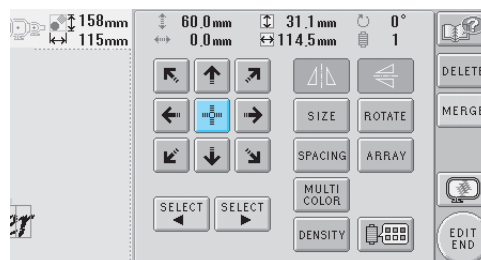 158mm 60.0mm 31.1mm 0°
115mm 0.0mm 114.5mm 1
DELETE
SIZE ROTATE MERGE
SPACING ARRAY
SELECT SELECT
MULTI
COLOR
DENSITY
EDIT
END